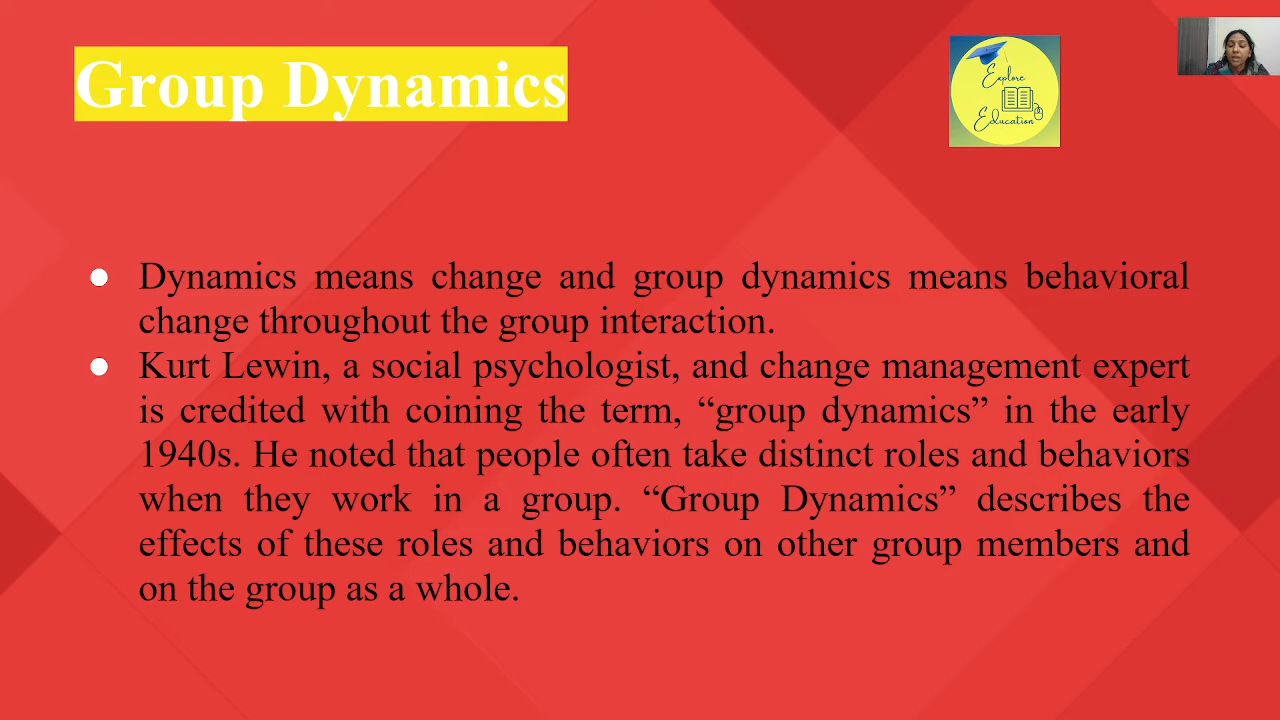 Group Dynamics
Explore
Education
● Dynamics means change and group dynamics means behavioral
change throughout the group interaction.
● Kurt Lewin, a social psychologist, and change management expert
is credited with coining the term, “group dynamics” in the early
1940s. He noted that people often take distinct roles and behaviors
when they work in a group. “Group Dynamics” describes the
effects of these roles and behaviors on other group members and
on the group as a whole.